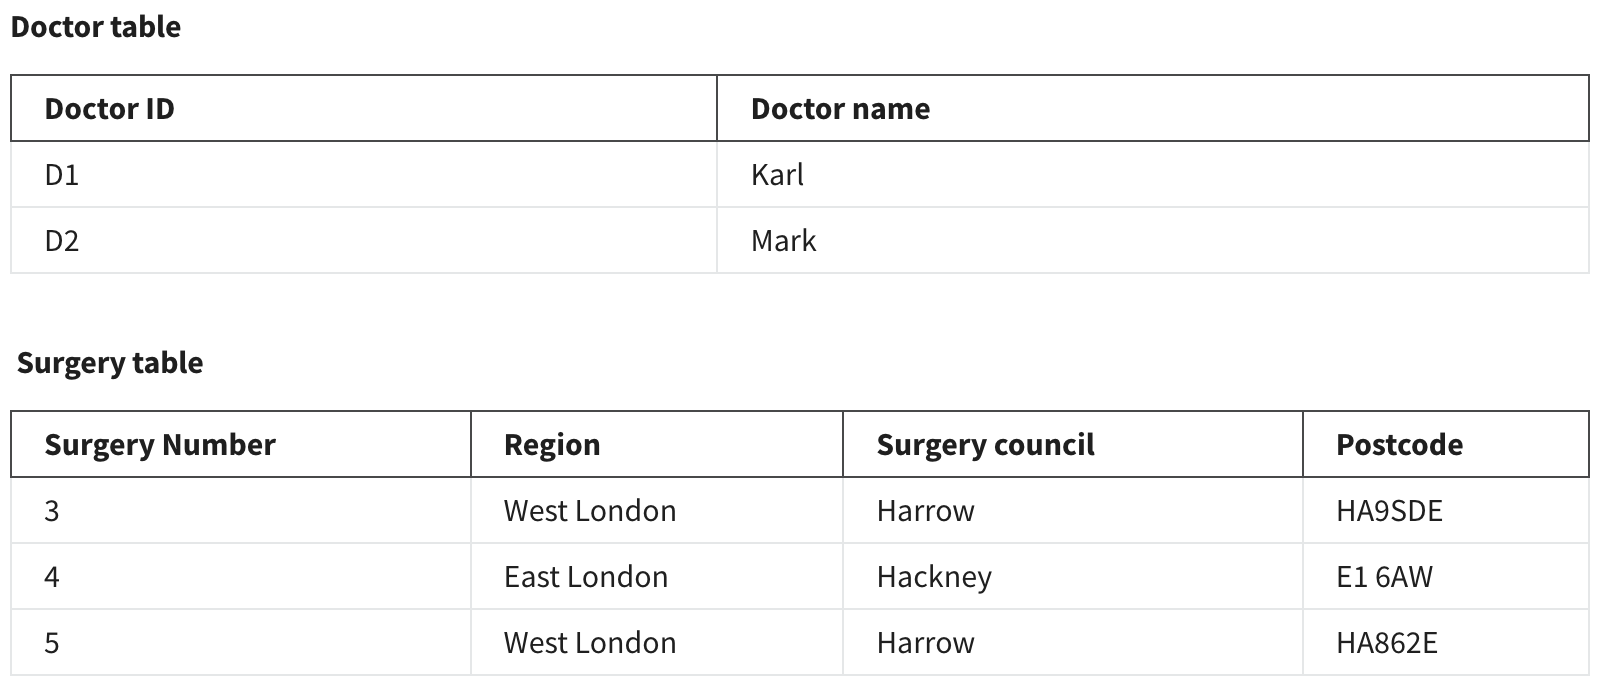 Doctor table
Doctor ID Doctor name
D1 Karl
D2 Mark
Surgery table
Surgery Number Region Surgery council Postcode
3 West London Harrow HA9SDE
4 East London Hackney E1 6AW
5 West London Harrow HA862E